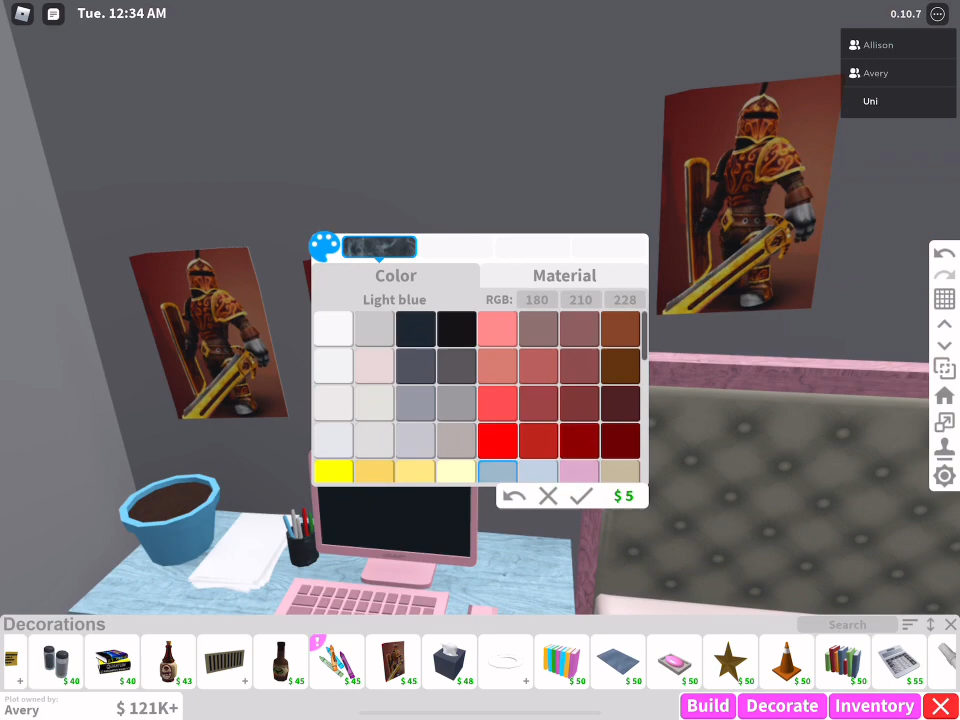 Tue. 12:34 AM
0.10.7
Allison
Avery
Uni
Color
Material
Light blue
RGB: 180 210 228
$ 5
Decorations
Search
$ 40 $ 40 $ 43 $ 45 $ 45 $ 45 $ 48 $ 50 $ 50 $ 50 $ 50 $ 50 $ 50 $ 55
Plot owned by:
Avery
$ 121K+
Build
Decorate
Inventory